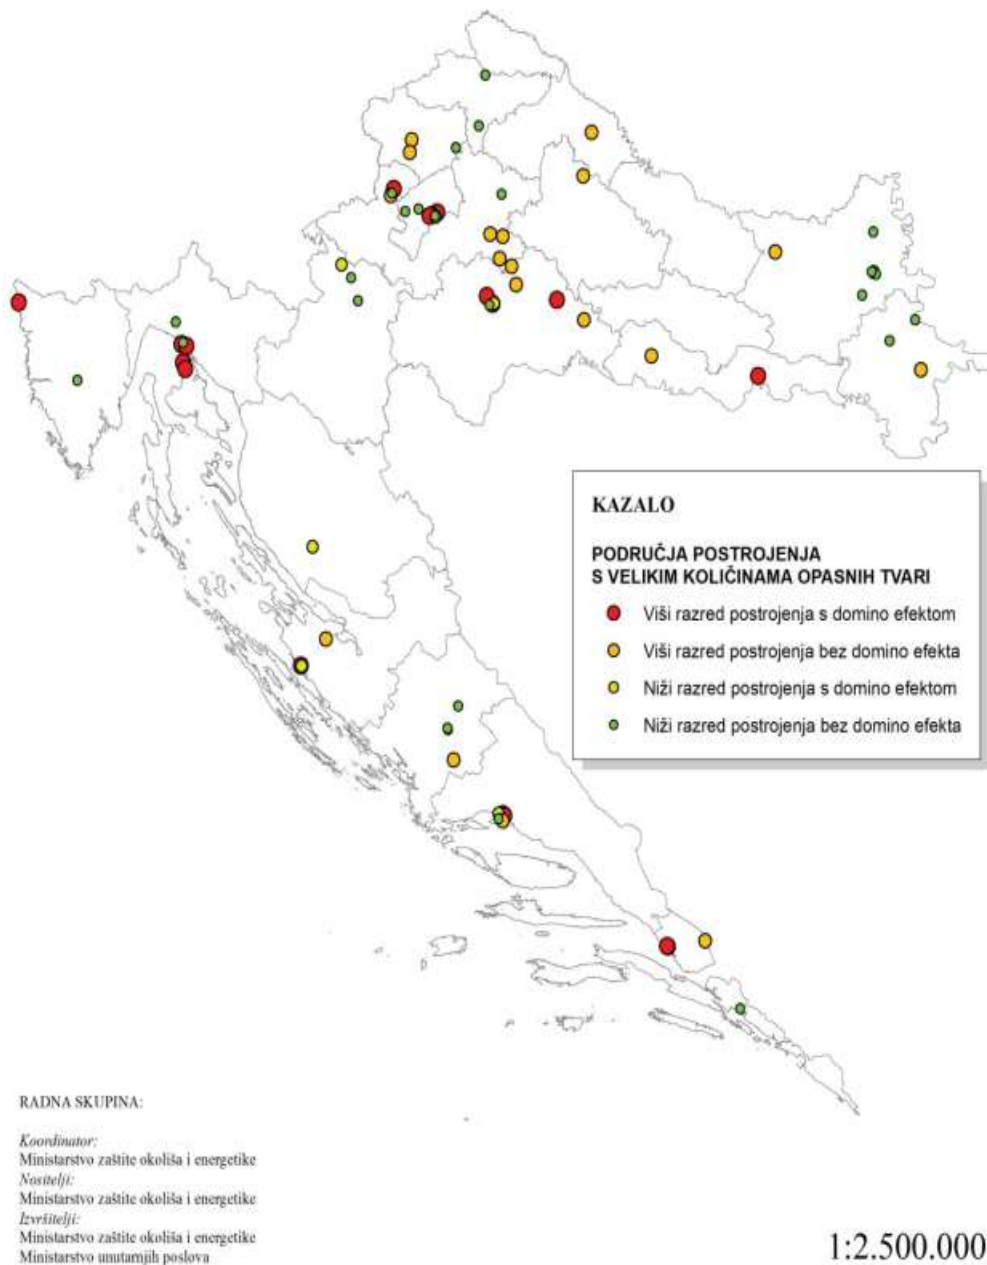 KAZALO
PODRUČJA POSTROJENJA
S VELIKIM KOLIČINAMA OPASNIH TVARI
Viši razred postrojenja s domino efektom
Viši razred postrojenja bez domino efekta
Niži razred postrojenja s domino efektom
Niži razred postrojenja bez domino efekta
RADNA SKUPINA:
Koordinator:
Ministarstvo zaštite okoliša i energetike
Nositelji:
Ministarstvo zaštite okoliša i energetike
Izvršitelji:
Ministarstvo zaštite okoliša i energetike
Ministarstvo unutarnjih poslova
1:2.500.000